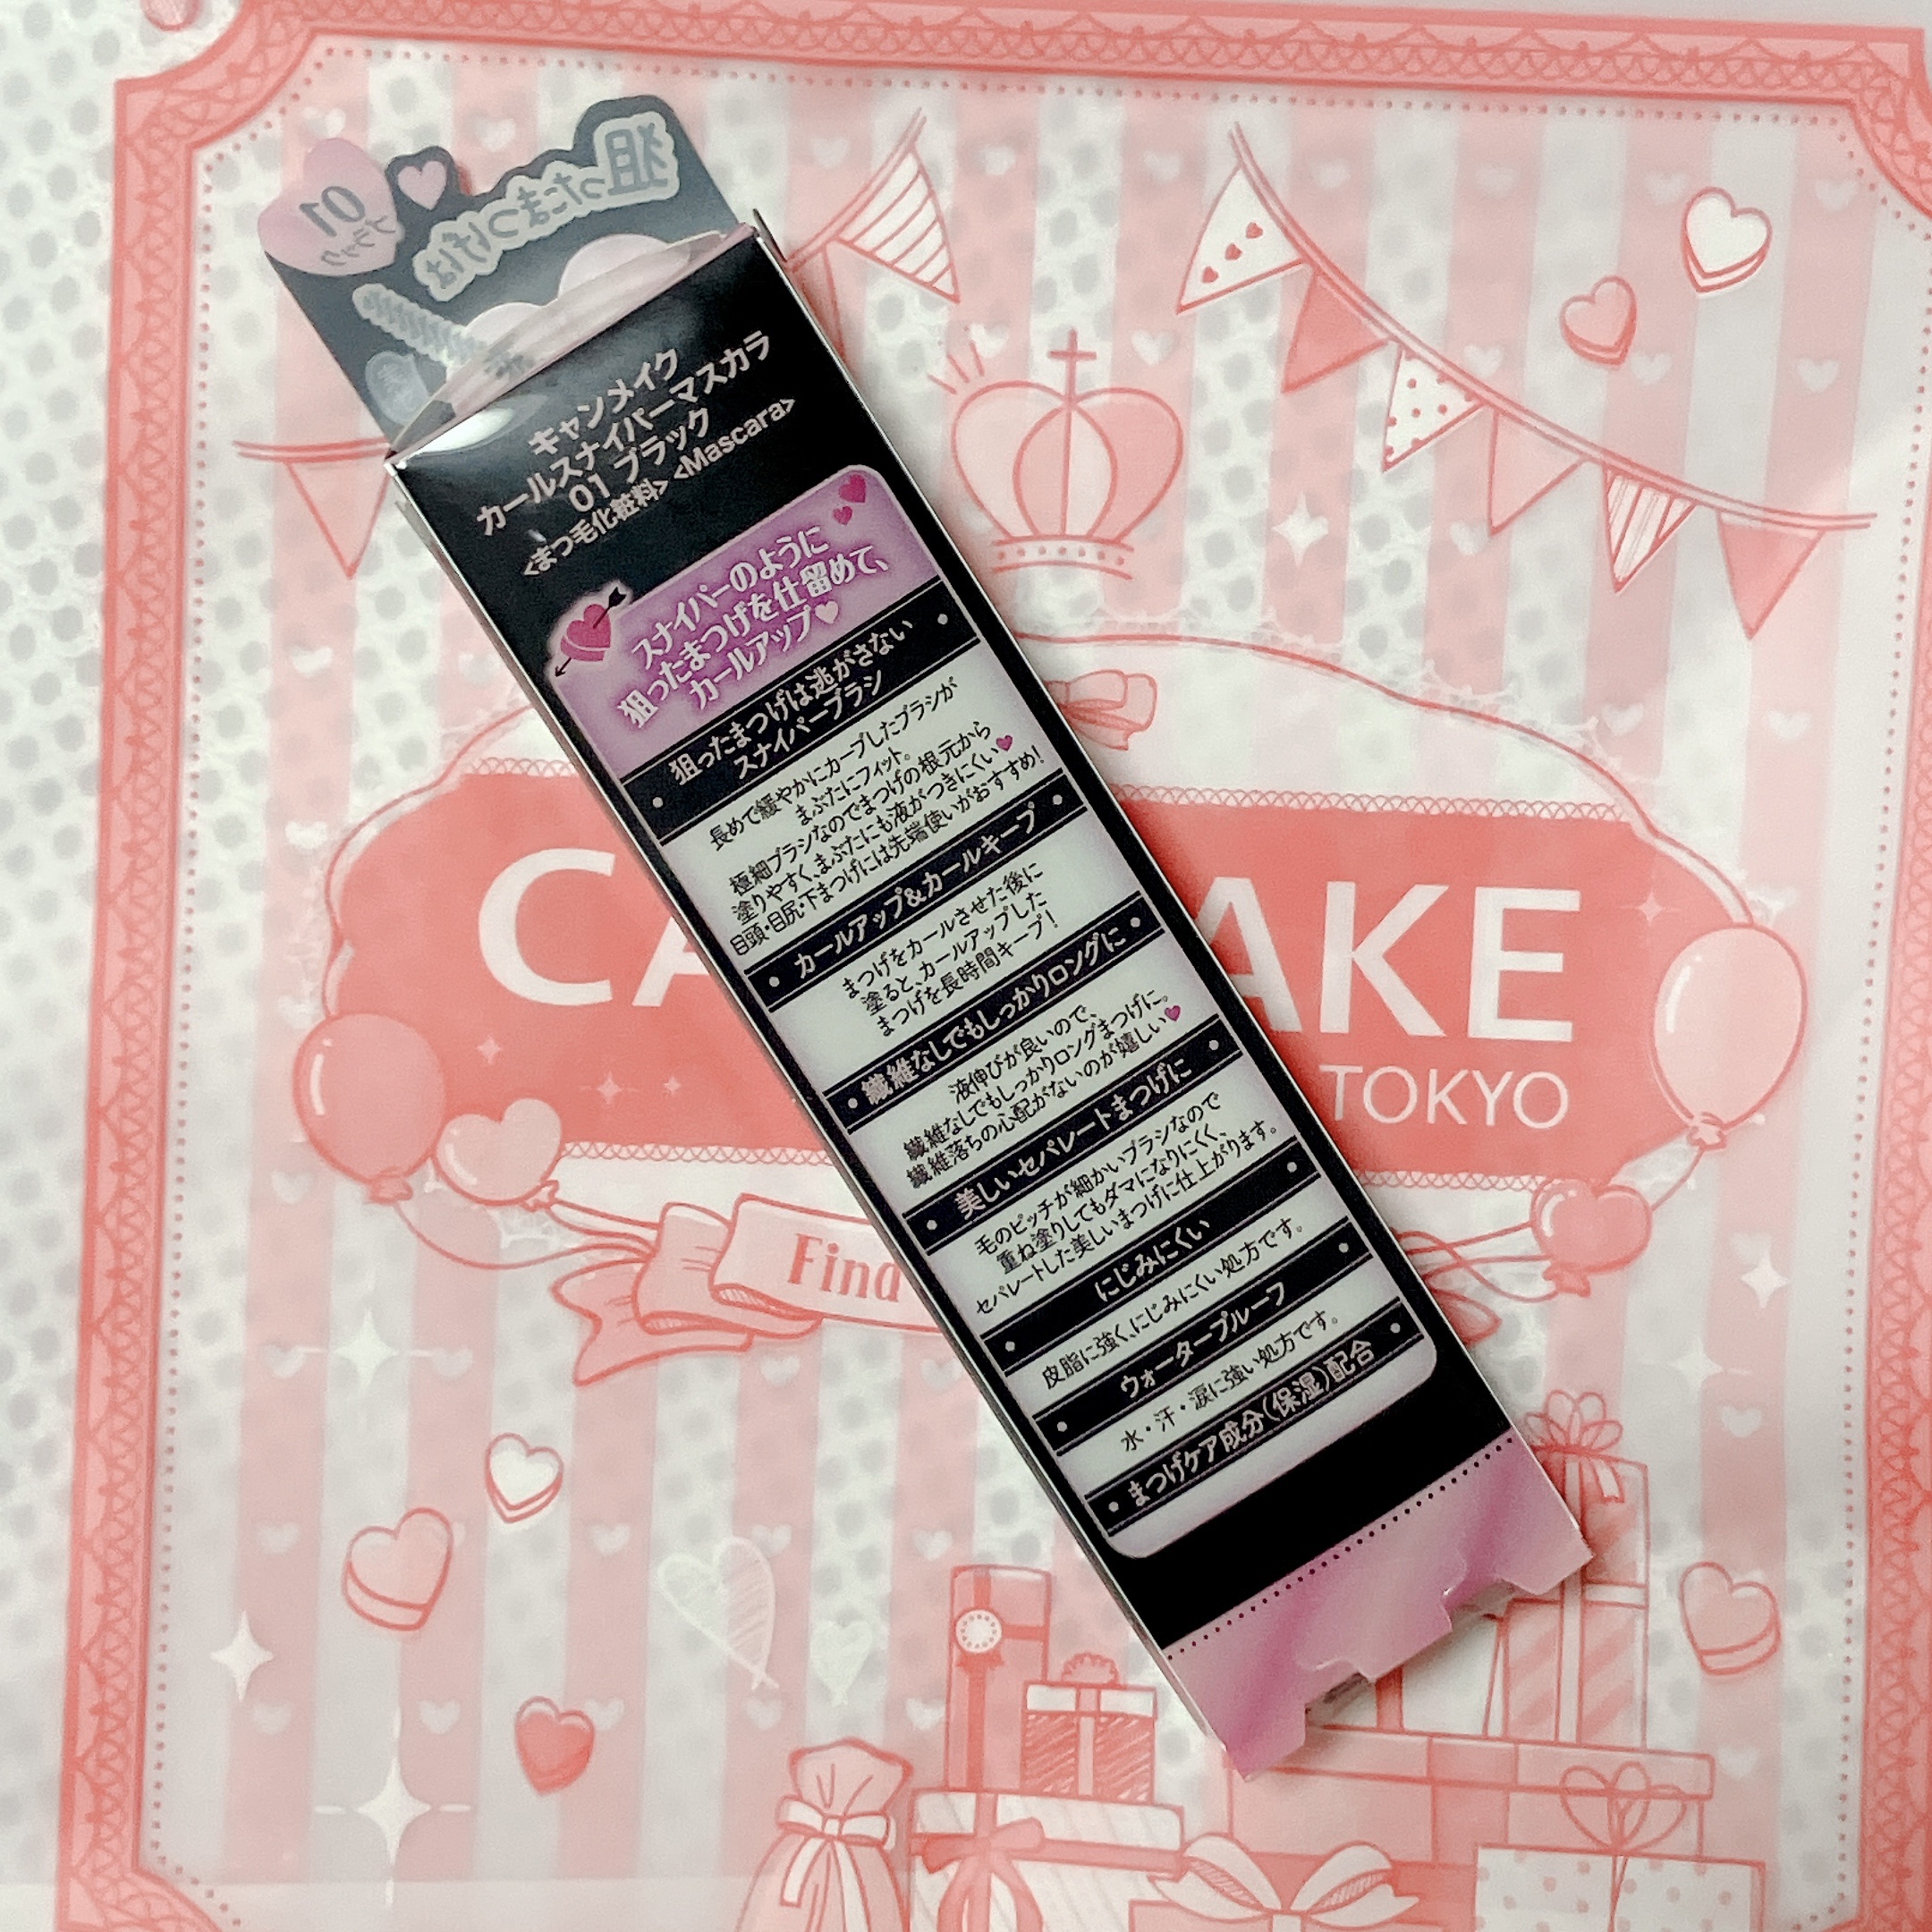 狙ったまつげは
01
ブラック
キャンメイク
カールスナイパーマスカラ
01 ブラック
<まつ毛化粧料> <Mascara>
スナイパーのように
狙ったまつげを仕留めて、
カールアップ♡
狙ったまつげは逃がさない
スナイパーブラシ
長めで緩やかにカーブしたブラシが
まぶたにフィット。
極細ブラシなのでまつげの根元から
塗りやすく、まぶたにも液がつきにくい♥
目頭・目尻・下まつげには先端使いがおすすめ!
カールアップ&カールキープ
まつげをカールさせた後に
塗ると、カールアップした
まつげを長時間キープ!
繊維なしでもしっかりロングに
液伸びが良いので、
繊維なしでもしっかりロングまつげに。
繊維落ちの心配がないのが嬉しい♥
美しいセパレートまつげに
毛のピッチが細かいブラシなので
重ね塗りしてもダマになりにくく、
セパレートした美しいまつげに仕上がります。
にじみにくい
皮脂に強く、にじみにくい処方です。
ウォータープルーフ
水・汗・涙に強い処方です。
まつげケア成分(保湿)配合
CA AKE
TOKYO
Find